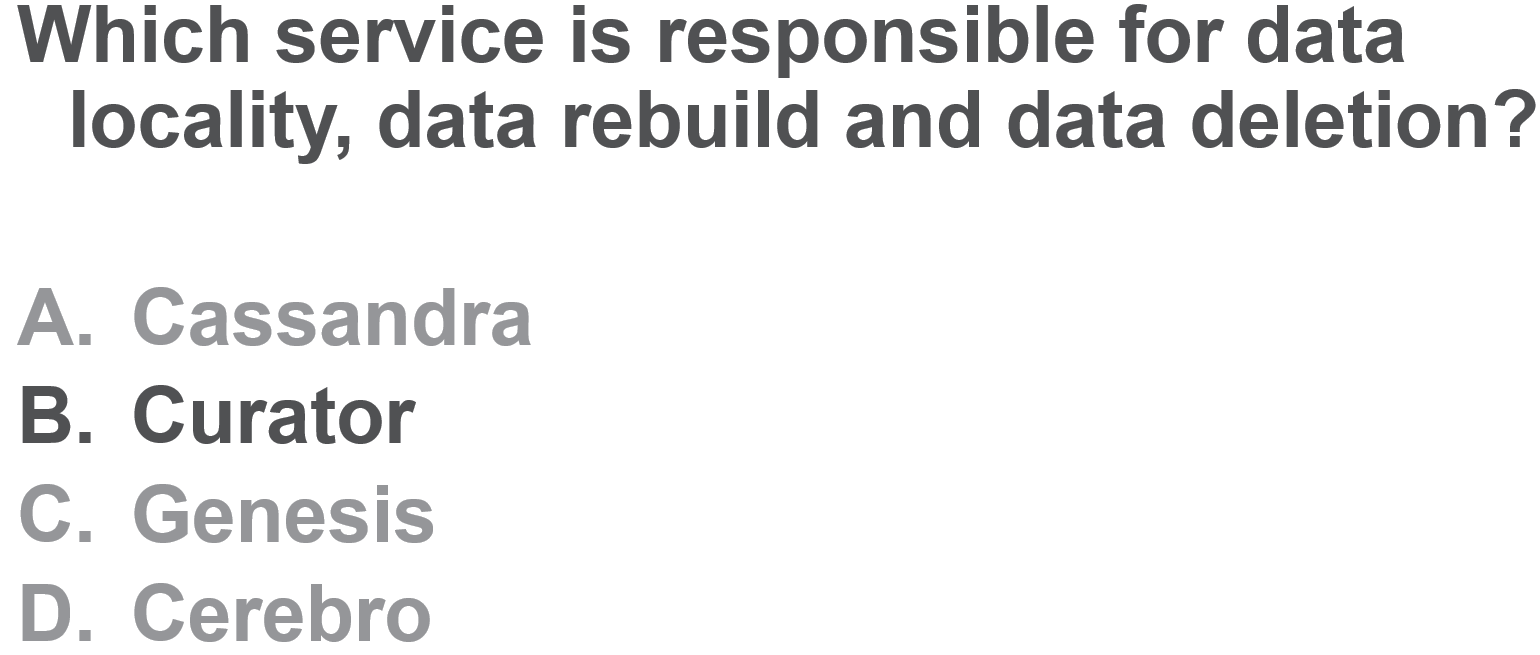 Which service is responsible for data
locality, data rebuild and data deletion?
A. Cassandra
B. Curator
C. Genesis
D. Cerebro